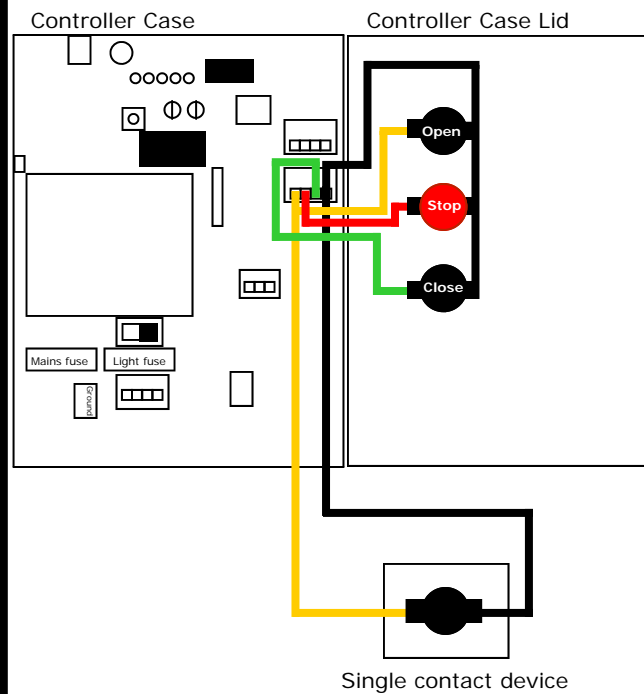 Controller Case
Controller Case Lid
Open
Stop
Close
Mains fuse
Light fuse
Ground
Single contact device